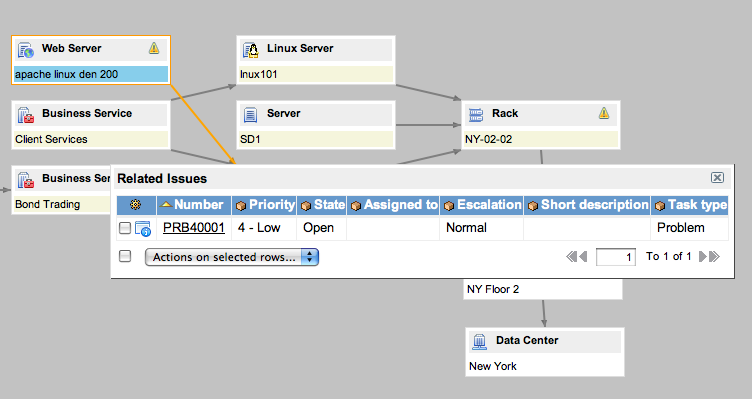 Web Server
apache linux den 200
Linux Server
lnux101
Business Service
Client Services
Server
SD1
Rack
NY-02-02
Business Ser
Bond Trading
Related Issues
Number Priority State Assigned to Escalation Short description Task type
PRB40001 4 - Low Open Normal Problem
Actions on selected rows... 1 To 1 of 1
NY Floor 2
Data Center
New York